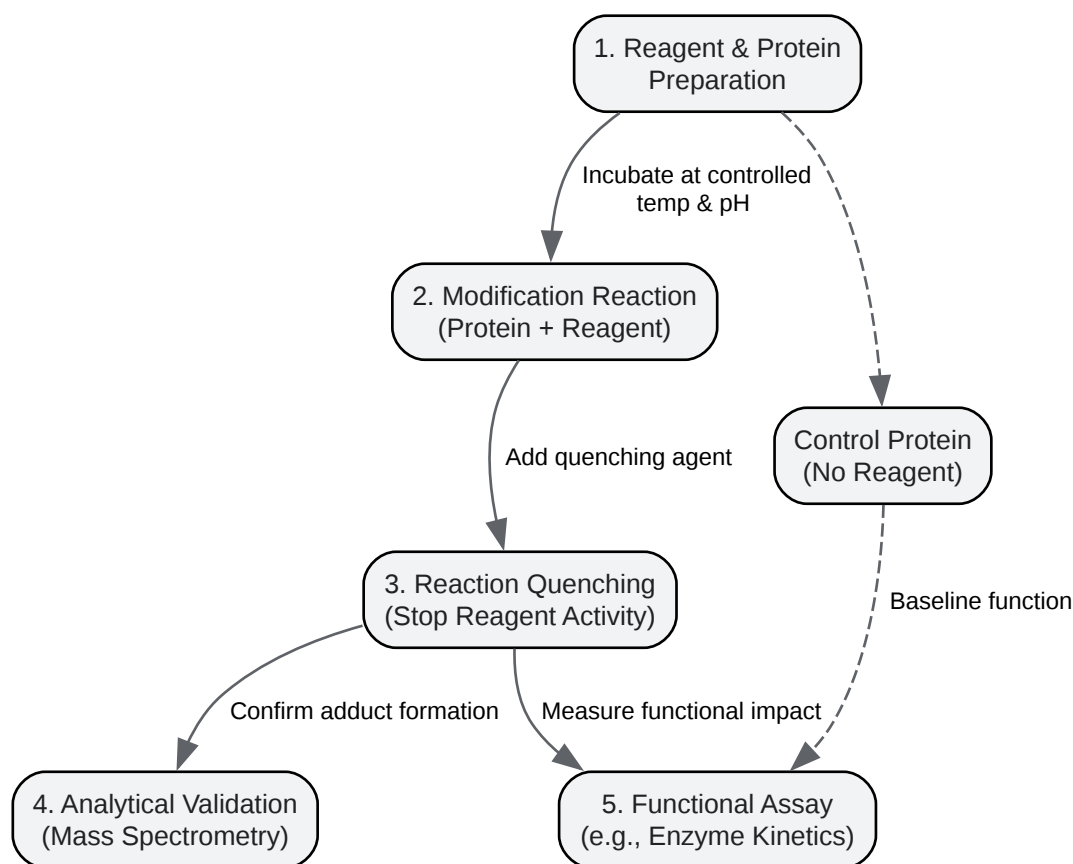 1. Reagent & Protein
Preparation
Incubate at controlled
temp & pH
2. Modification Reaction
(Protein + Reagent)
Control Protein
(No Reagent)
Add quenching agent
3. Reaction Quenching
(Stop Reagent Activity)
Baseline function
Confirm adduct formation
Measure functional impact
4. Analytical Validation
(Mass Spectrometry)
5. Functional Assay
(e.g., Enzyme Kinetics)